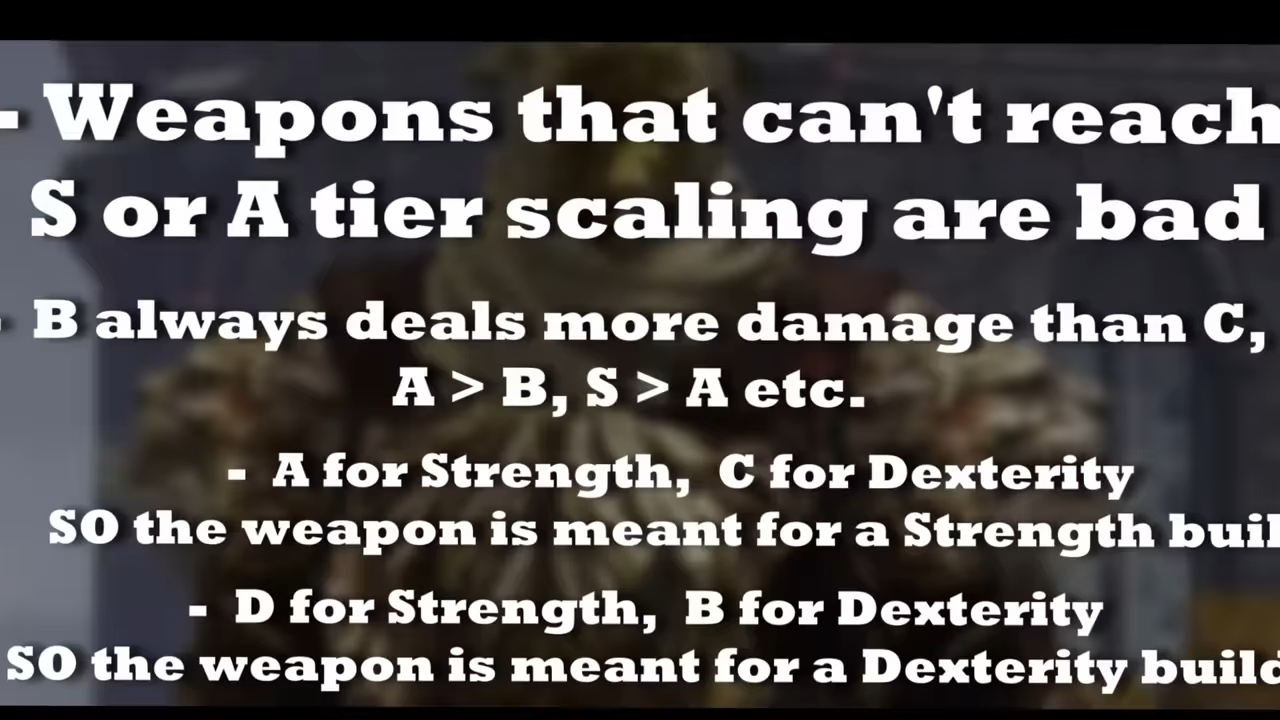 - Weapons that can't reach
S or A tier scaling are bad
- B always deals more damage than C,
A > B, S > A etc.
- A for Strength, C for Dexterity
SO the weapon is meant for a Strength buil
- D for Strength, B for Dexterity
SO the weapon is meant for a Dexterity build